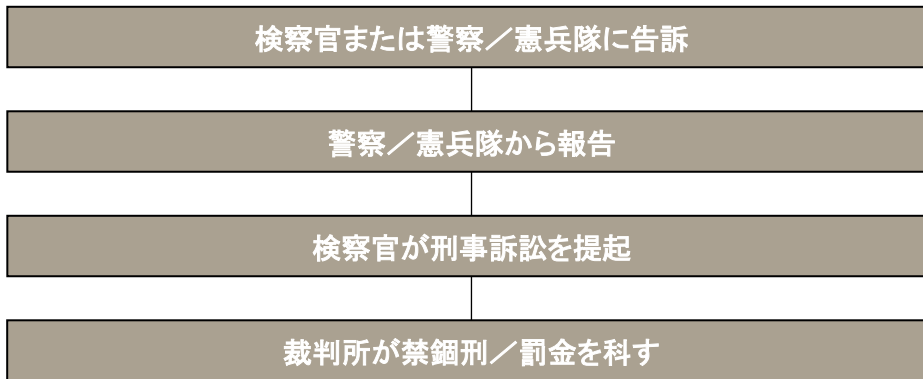 検察官または警察／憲兵隊に告訴
警察／憲兵隊から報告
検察官が刑事訴訟を提起
裁判所が禁錮刑／罰金を科す